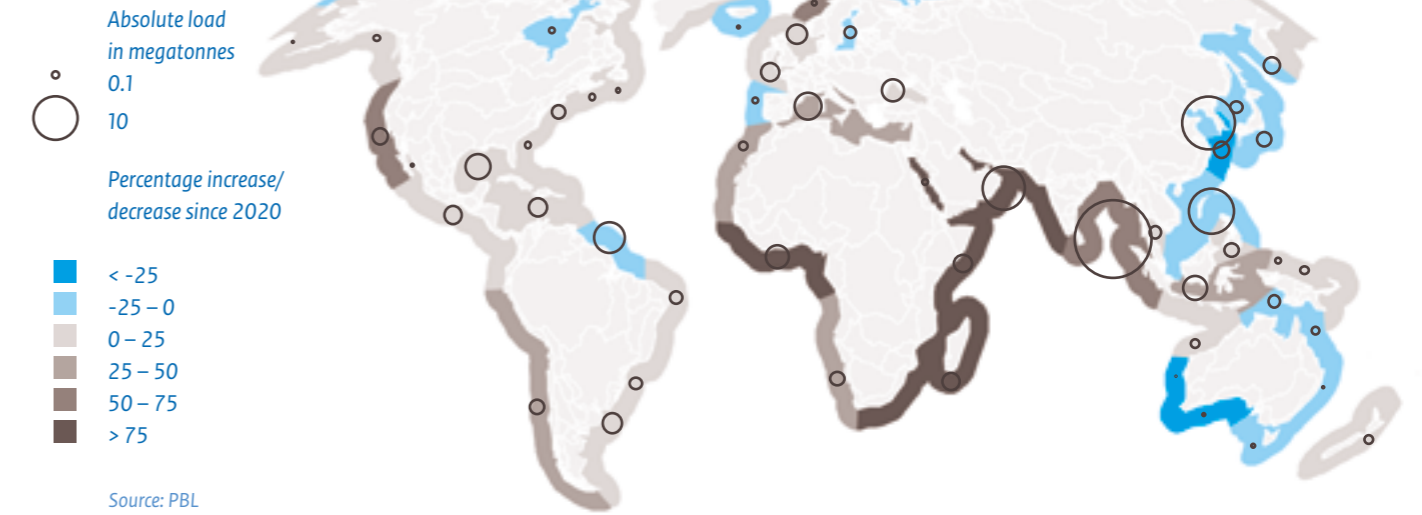 Absolute load
in megatonnes
0.1
10
Percentage increase/
decrease since 2020
< -25
-25 – 0
0 – 25
25 – 50
50 – 75
> 75
Source: PBL